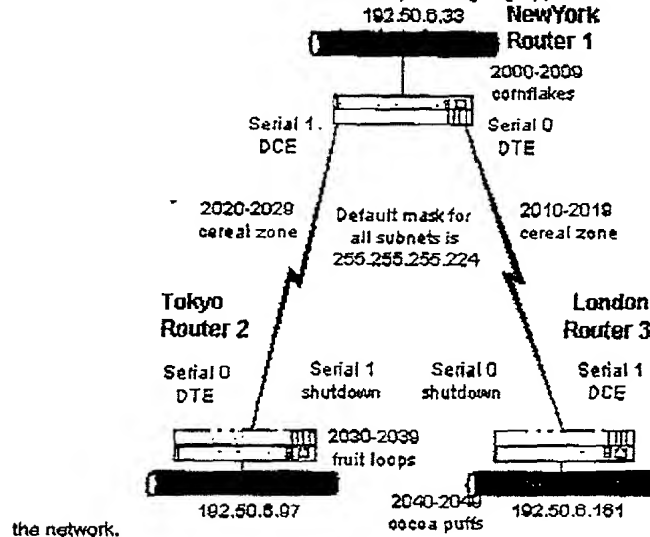 192.50.6.33
NewYork
Router 1
2000-2009
cornflakes
Serial 1
DCE
Serial 0
DTE
2020-2029
cereal zone
Default mask for
all subnets is
255.255.255.224
2010-2019
cereal zone
Tokyo
Router 2
London
Router 3
Serial 0
DTE
Serial 1
shutdown
Serial 0
shutdown
Serial 1
DCE
2030-2039
fruit loops
192.50.6.97
2040-2049
cocoa puffs
192.50.6.161
the network.